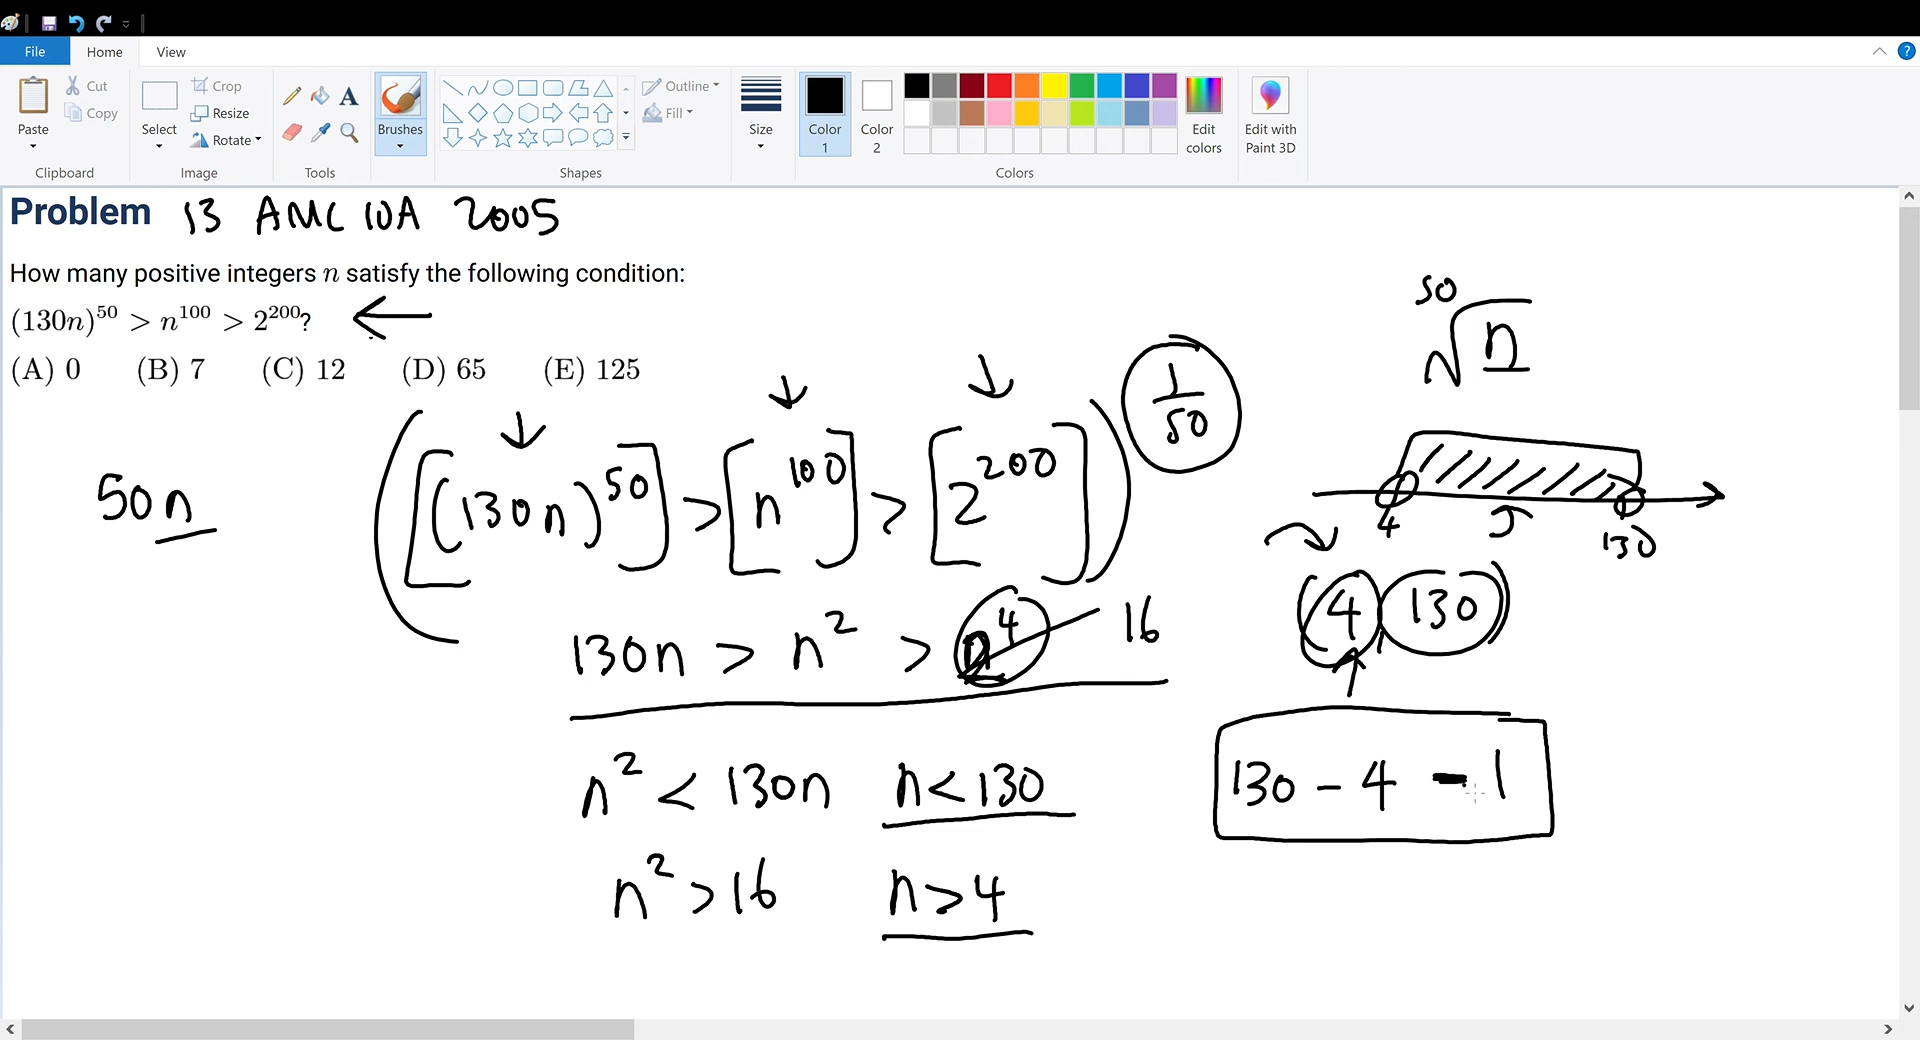 File Home View
Paste Cut Copy Clipboard
Select Crop Resize Rotate Image
A Tools
Brushes
Shapes Outline Fill
Size
Color 1 Color 2 Edit colors Edit with Paint 3D Colors
Problem 13 AMC 10A 2005
How many positive integers n satisfy the following condition:
(130n)^50 > n^100 > 2^200?
(A) 0 (B) 7 (C) 12 (D) 65 (E) 125
50n
([(130n)^50] > [n^100] > [2^200])^(1/50)
130n > n^2 > 2^4 16
n^2 < 130n n < 130
n^2 > 16 n > 4
50√n
4 5 130
(4, 130)
130 - 4 - 1